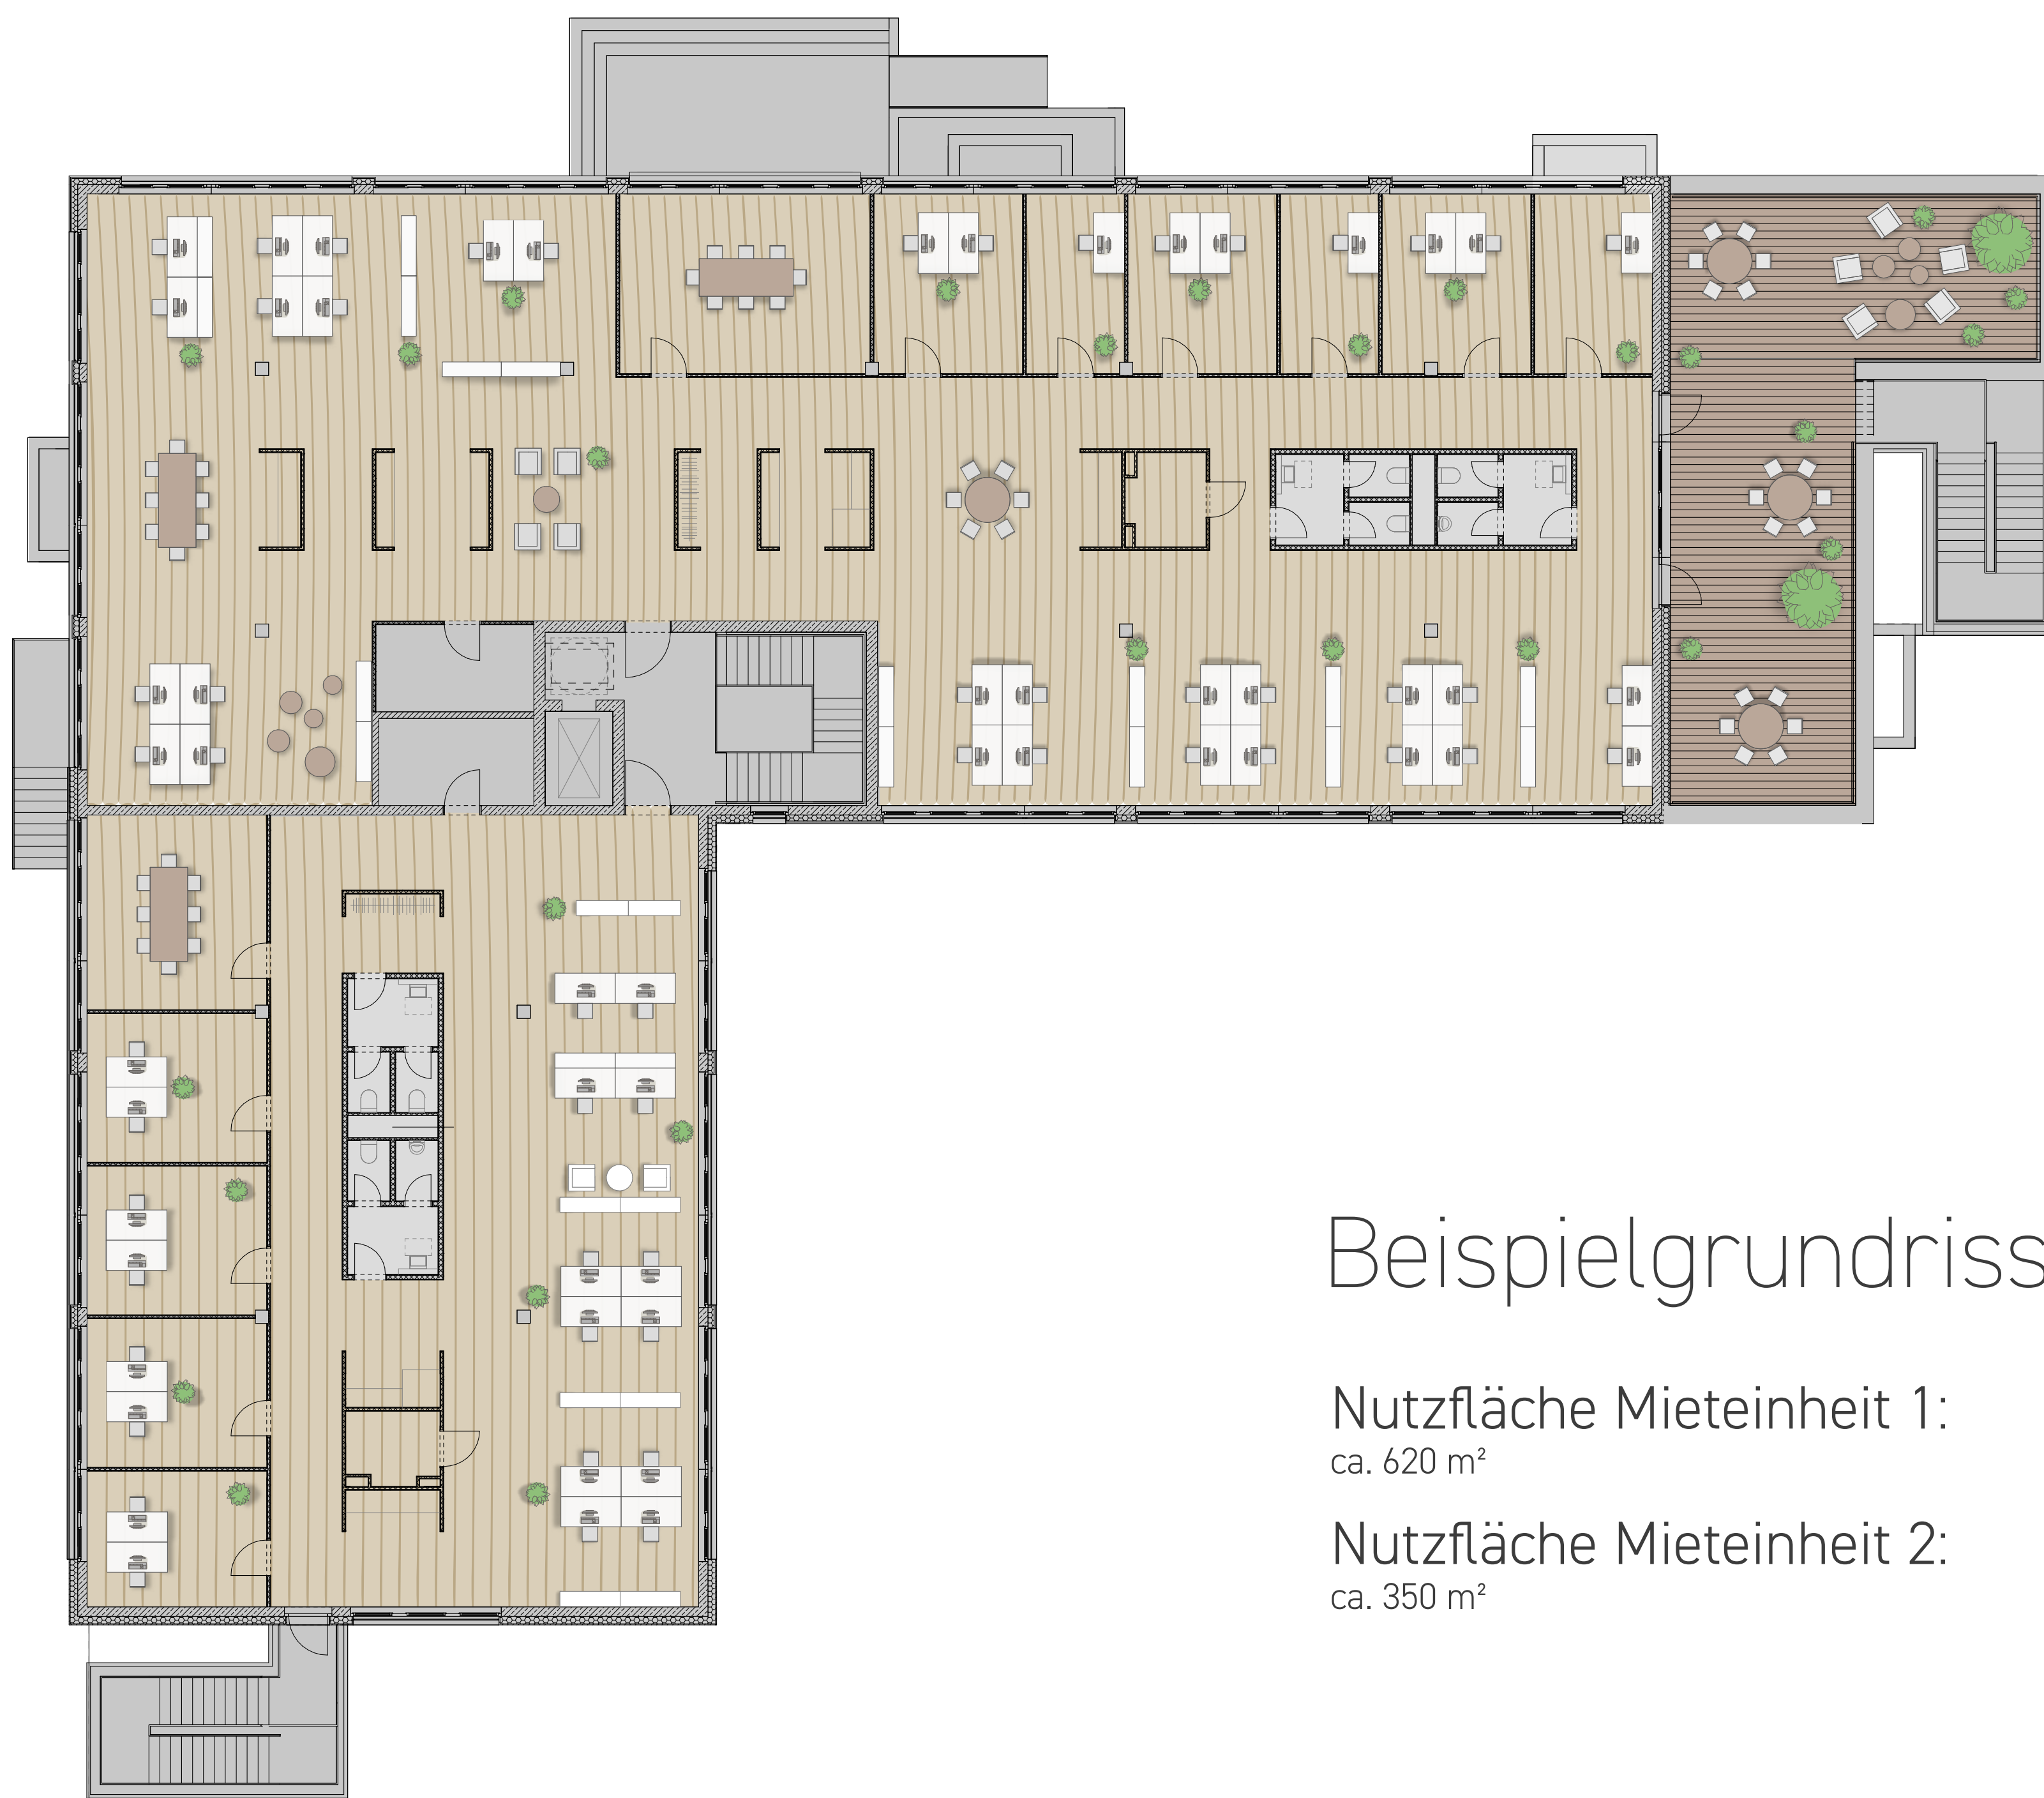 Beispielgrundriss
Nutzfläche Mieteinheit 1:
ca. 620 m²
Nutzfläche Mieteinheit 2:
ca. 350 m²